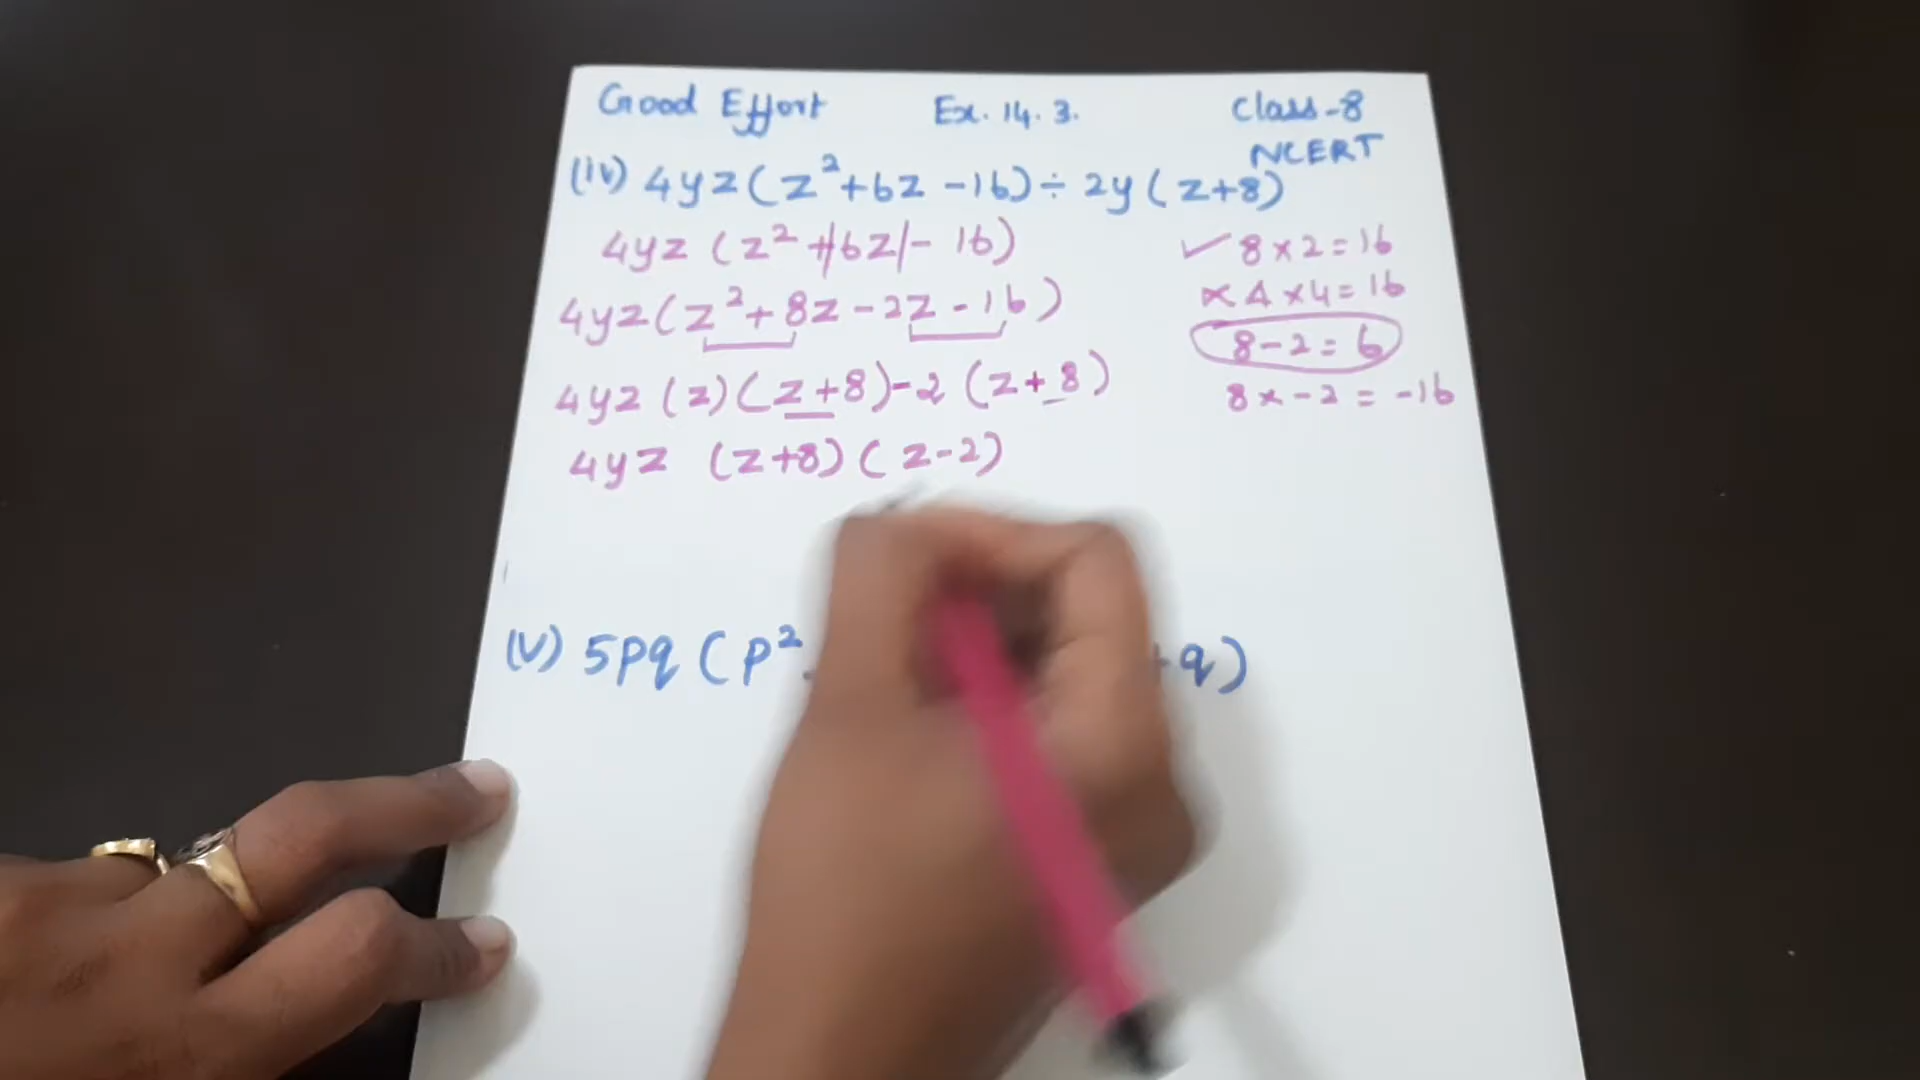 Good Effort Ex. 14.3. Class-8
NCERT
(iv) 4yz(z²+6z-16)÷2y(z+8)
4yz (z²+|6z|-16) ✓ 8×2=16
4yz(z²+8z-2z-16) × 4×4=16
8-2=6
4yz (z)(z+8)-2(z+8) 8×-2=-16
4yz (z+8)(z-2)
(V) 5pq(p² +q)